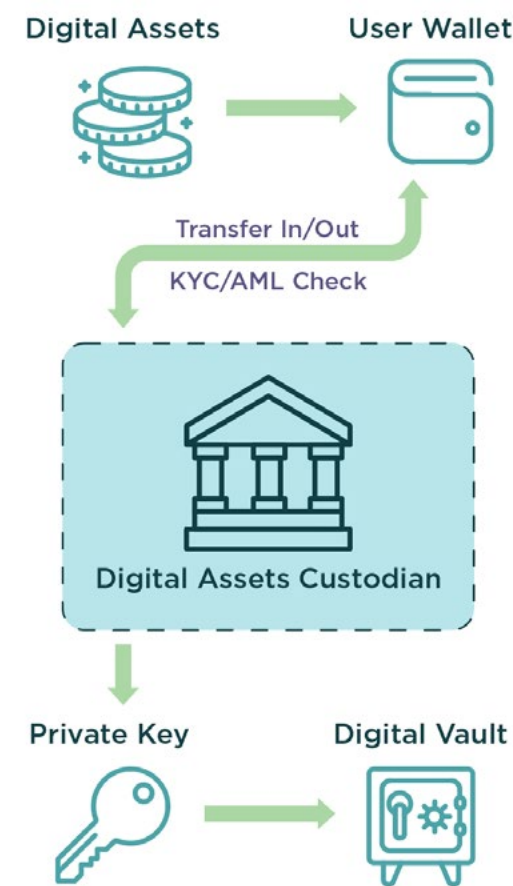 Digital Assets
User Wallet
Transfer In/Out
KYC/AML Check
Digital Assets Custodian
Private Key
Digital Vault